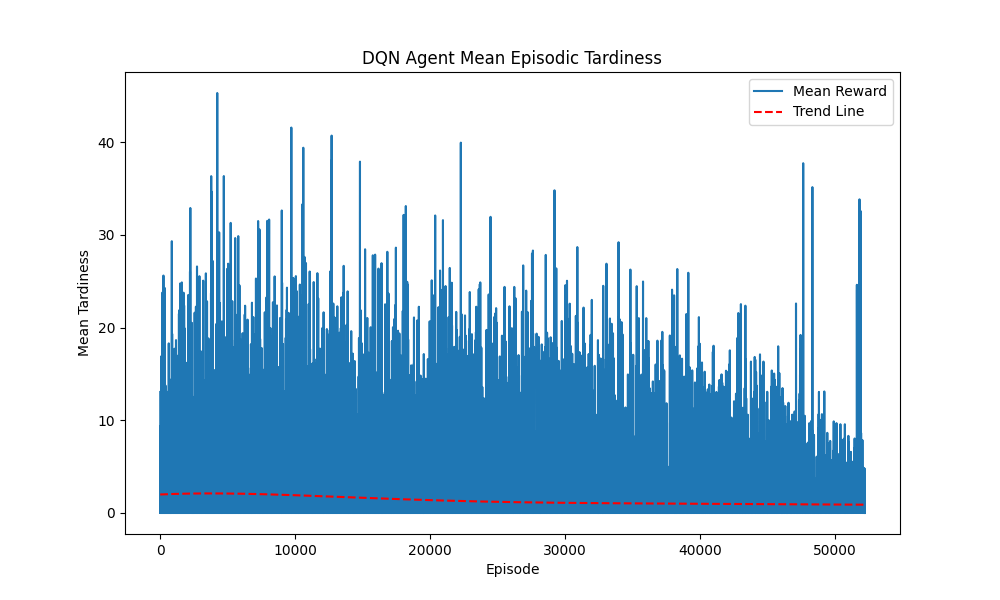 DQN Agent Mean Episodic Tardiness
Mean Reward
Trend Line
Mean Tardiness
40
30
20
10
0
0 10000 20000 30000 40000 50000
Episode